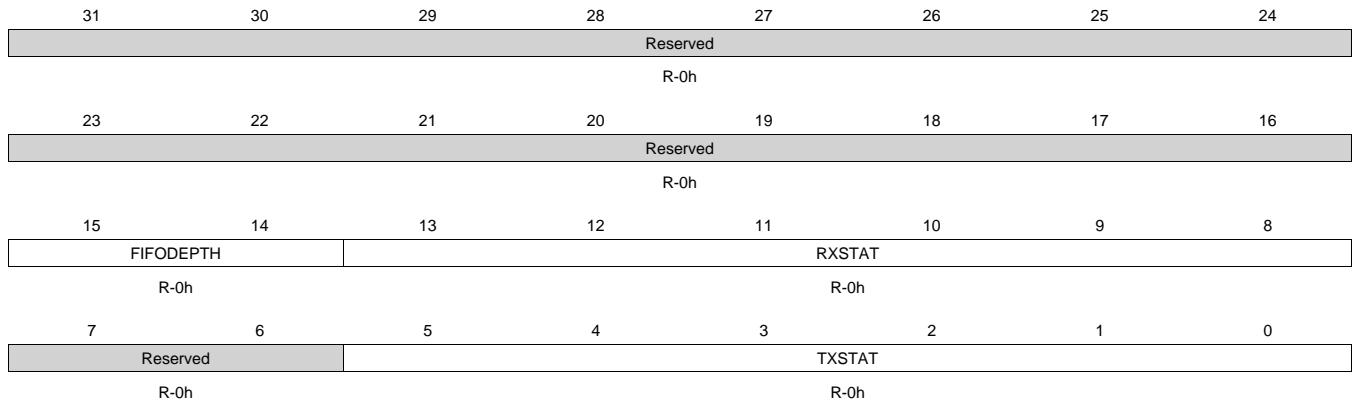 31 30 29 28 27 26 25 24
Reserved
R-0h
23 22 21 20 19 18 17 16
Reserved
R-0h
15 14 13 12 11 10 9 8
FIFODEPTH RXSTAT
R-0h R-0h
7 6 5 4 3 2 1 0
Reserved TXSTAT
R-0h R-0h